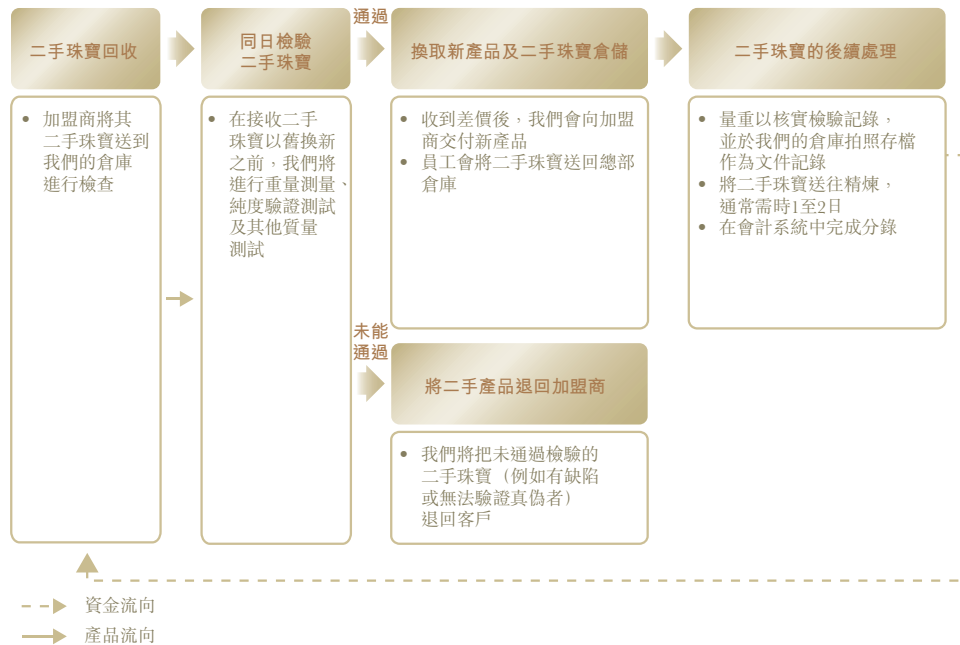 二手珠寶回收
同日檢驗
二手珠寶
通過
換取新產品及二手珠寶倉儲
二手珠寶的後續處理
• 加盟商將其
二手珠寶送到
我們的倉庫
進行檢查
• 在接收二手
珠寶以舊換新
之前，我們將
進行重量測量、
純度驗證測試
及其他質量
測試
• 收到差價後，我們會向加盟
商交付新產品
• 員工會將二手珠寶送回總部
倉庫
• 量重以核實檢驗記錄，
並於我們的倉庫拍照存檔
作為文件記錄
• 將二手珠寶送往精煉，
通常需時1至2日
• 在會計系統中完成分錄
未能
通過
將二手產品退回加盟商
• 我們將把未通過檢驗的
二手珠寶（例如有缺陷
或無法驗證真偽者）
退回客戶
資金流向
產品流向